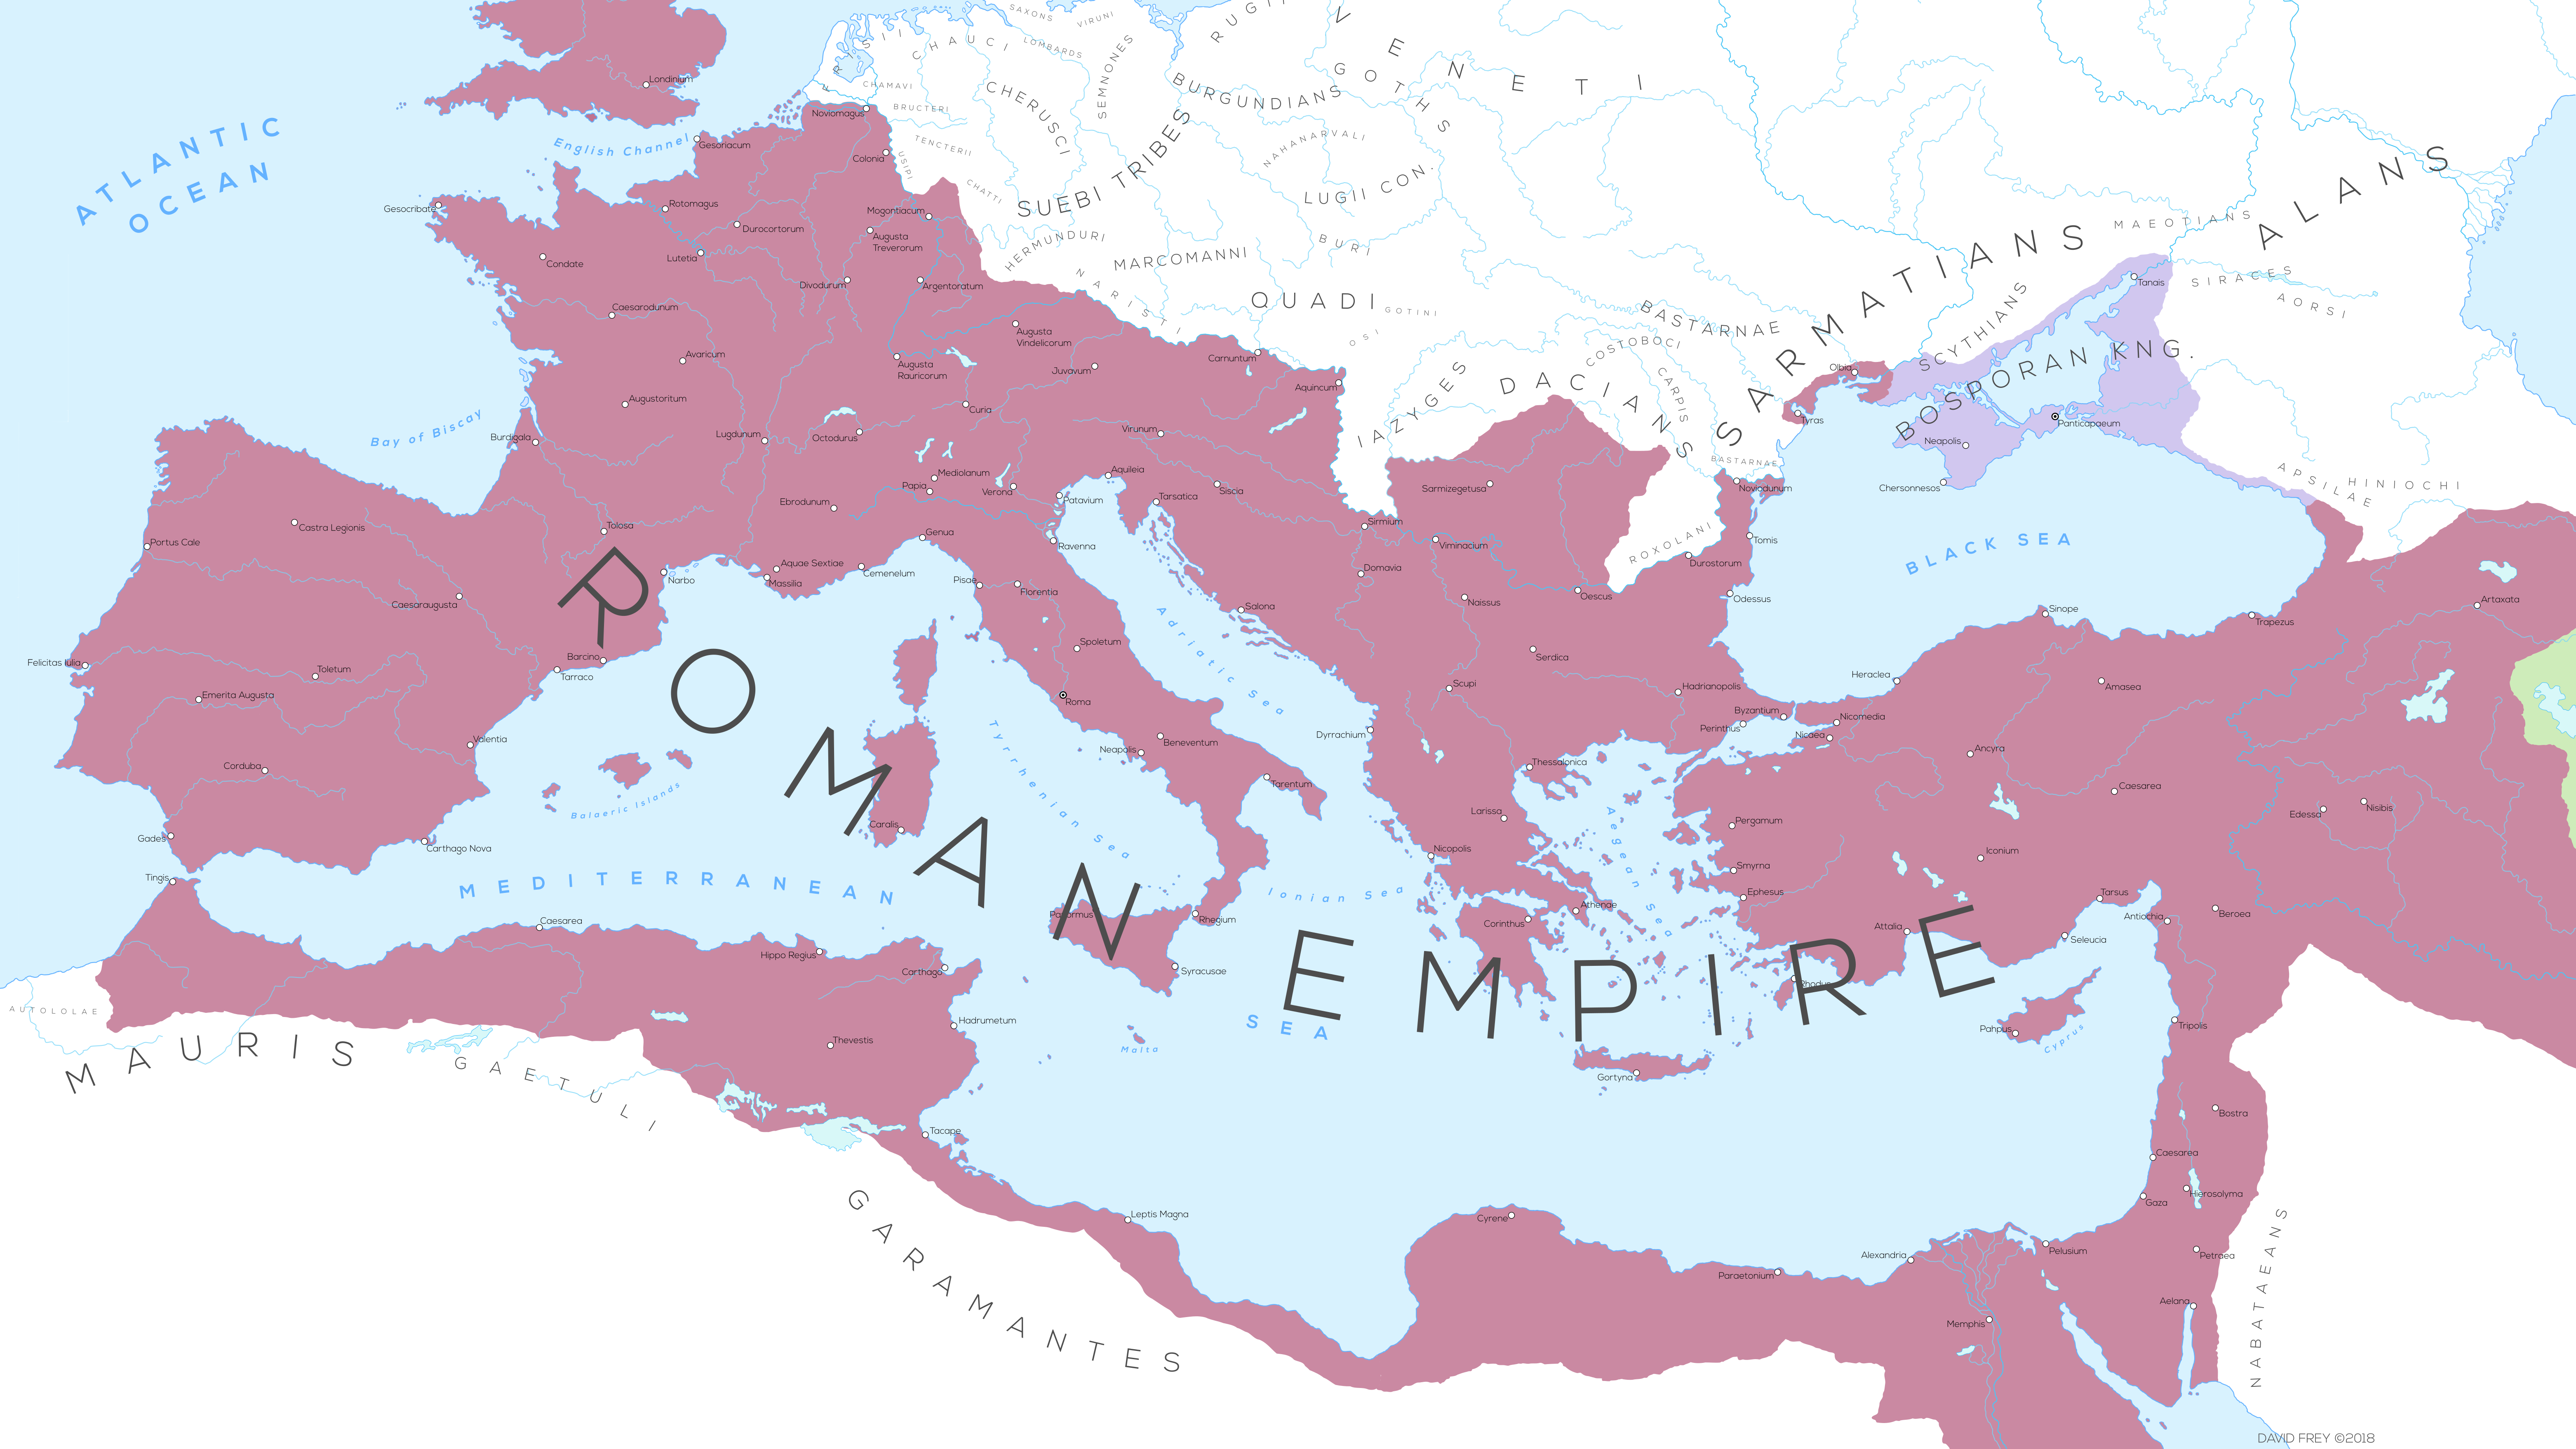 SAXONS
VIRUNI
RUGII
VENETI
FRISII
CHAUCI
LOMBARDS
SEMNONES
GOTHS
CHAMAVI
BRUCTERI
CHERUSCI
BURGUNDIANS
Londinium
Noviomagus
ATLANTIC
OCEAN
English Channel
Gesoriacum
Colonia
USIPI
TENCTERII
NAHANARVALI
SUEBI TRIBES
LUGII CON.
CHATTI
ALANS
Gesocribate
Rotomagus
Durocortorum
Mogontiacum
Augusta
Treverorum
MAEOTIANS
SARMATIANS
HERMUNDURI
MARCOMANNI
BURI
Condate
Lutetia
Divodurum
Argentoratum
NARISTI
QUADI
GOTINI
OSI
BASTARNAE
SCYTHIANS
Tanais
SIRACES
AORSI
Caesarodunum
Augusta
Vindelicorum
Avaricum
Augusta
Rauricorum
Juvavum
Carnuntum
Aquincum
IAZYGES
DACIANS
COSTOBOCI
CARPIS
Olbia
BOSPORAN KNG.
Bay of Biscay
Augustoritum
Curia
Tyras
Panticapaeum
Burdigala
Lugdunum
Octodurus
Virunum
Neapolis
BASTARNAE
Mediolanum
Papia
Verona
Aquileia
Patavium
Tarsatica
Siscia
Sarmizegetusa
Noviodunum
Chersonnesos
APSILAE
HINIOCHI
Ebrodunum
Castra Legionis
Tolosa
Genua
Ravenna
Sirmium
Viminacium
ROXOLANI
Tomis
BLACK SEA
Portus Cale
Aquae Sextiae
Massilia
Cemenelum
Pisae
Florentia
Domavia
Durostorum
Narbo
Caesaraugusta
Salona
Naissus
Oescus
Odessus
Sinope
Trapezus
Artaxata
Adriatic Sea
Spoletum
Serdica
Felicitas Iulia
Toletum
Barcino
Tarraco
Emerita Augusta
Roma
Scupi
Hadrianopolis
Heraclea
Amasea
Byzantium
Perinthus
Nicomedia
Nicaea
Valentia
Tyrrhenian Sea
Neapolis
Beneventum
Dyrrachium
Ancyra
Corduba
Balaeric Islands
Tarentum
Thessalonica
Caesarea
Edessa
Nisibis
ROMAN EMPIRE
Gades
Carthago Nova
Caralis
Larissa
Aegean Sea
Pergamum
Nicopolis
Iconium
Smyrna
Tingis
MEDITERRANEAN
SEA
Ionian Sea
Ephesus
Tarsus
Caesarea
Panormus
Rhegium
Athenae
Corinthus
Attalia
Antiochia
Beroea
Seleucia
Hippo Regius
Carthago
Syracusae
Rhodus
AUTOLOLAE
Hadrumetum
Pahpus
Cyprus
Tripolis
MAURIS
GAETULI
Thevestis
Malta
Gortyna
Bostra
Tacape
Caesarea
Hierosolyma
Gaza
GARAMANTES
Leptis Magna
Cyrene
Alexandria
Pelusium
Petraea
Paraetonium
NABATAEANS
Aelana
Memphis
DAVID FREY ©2018